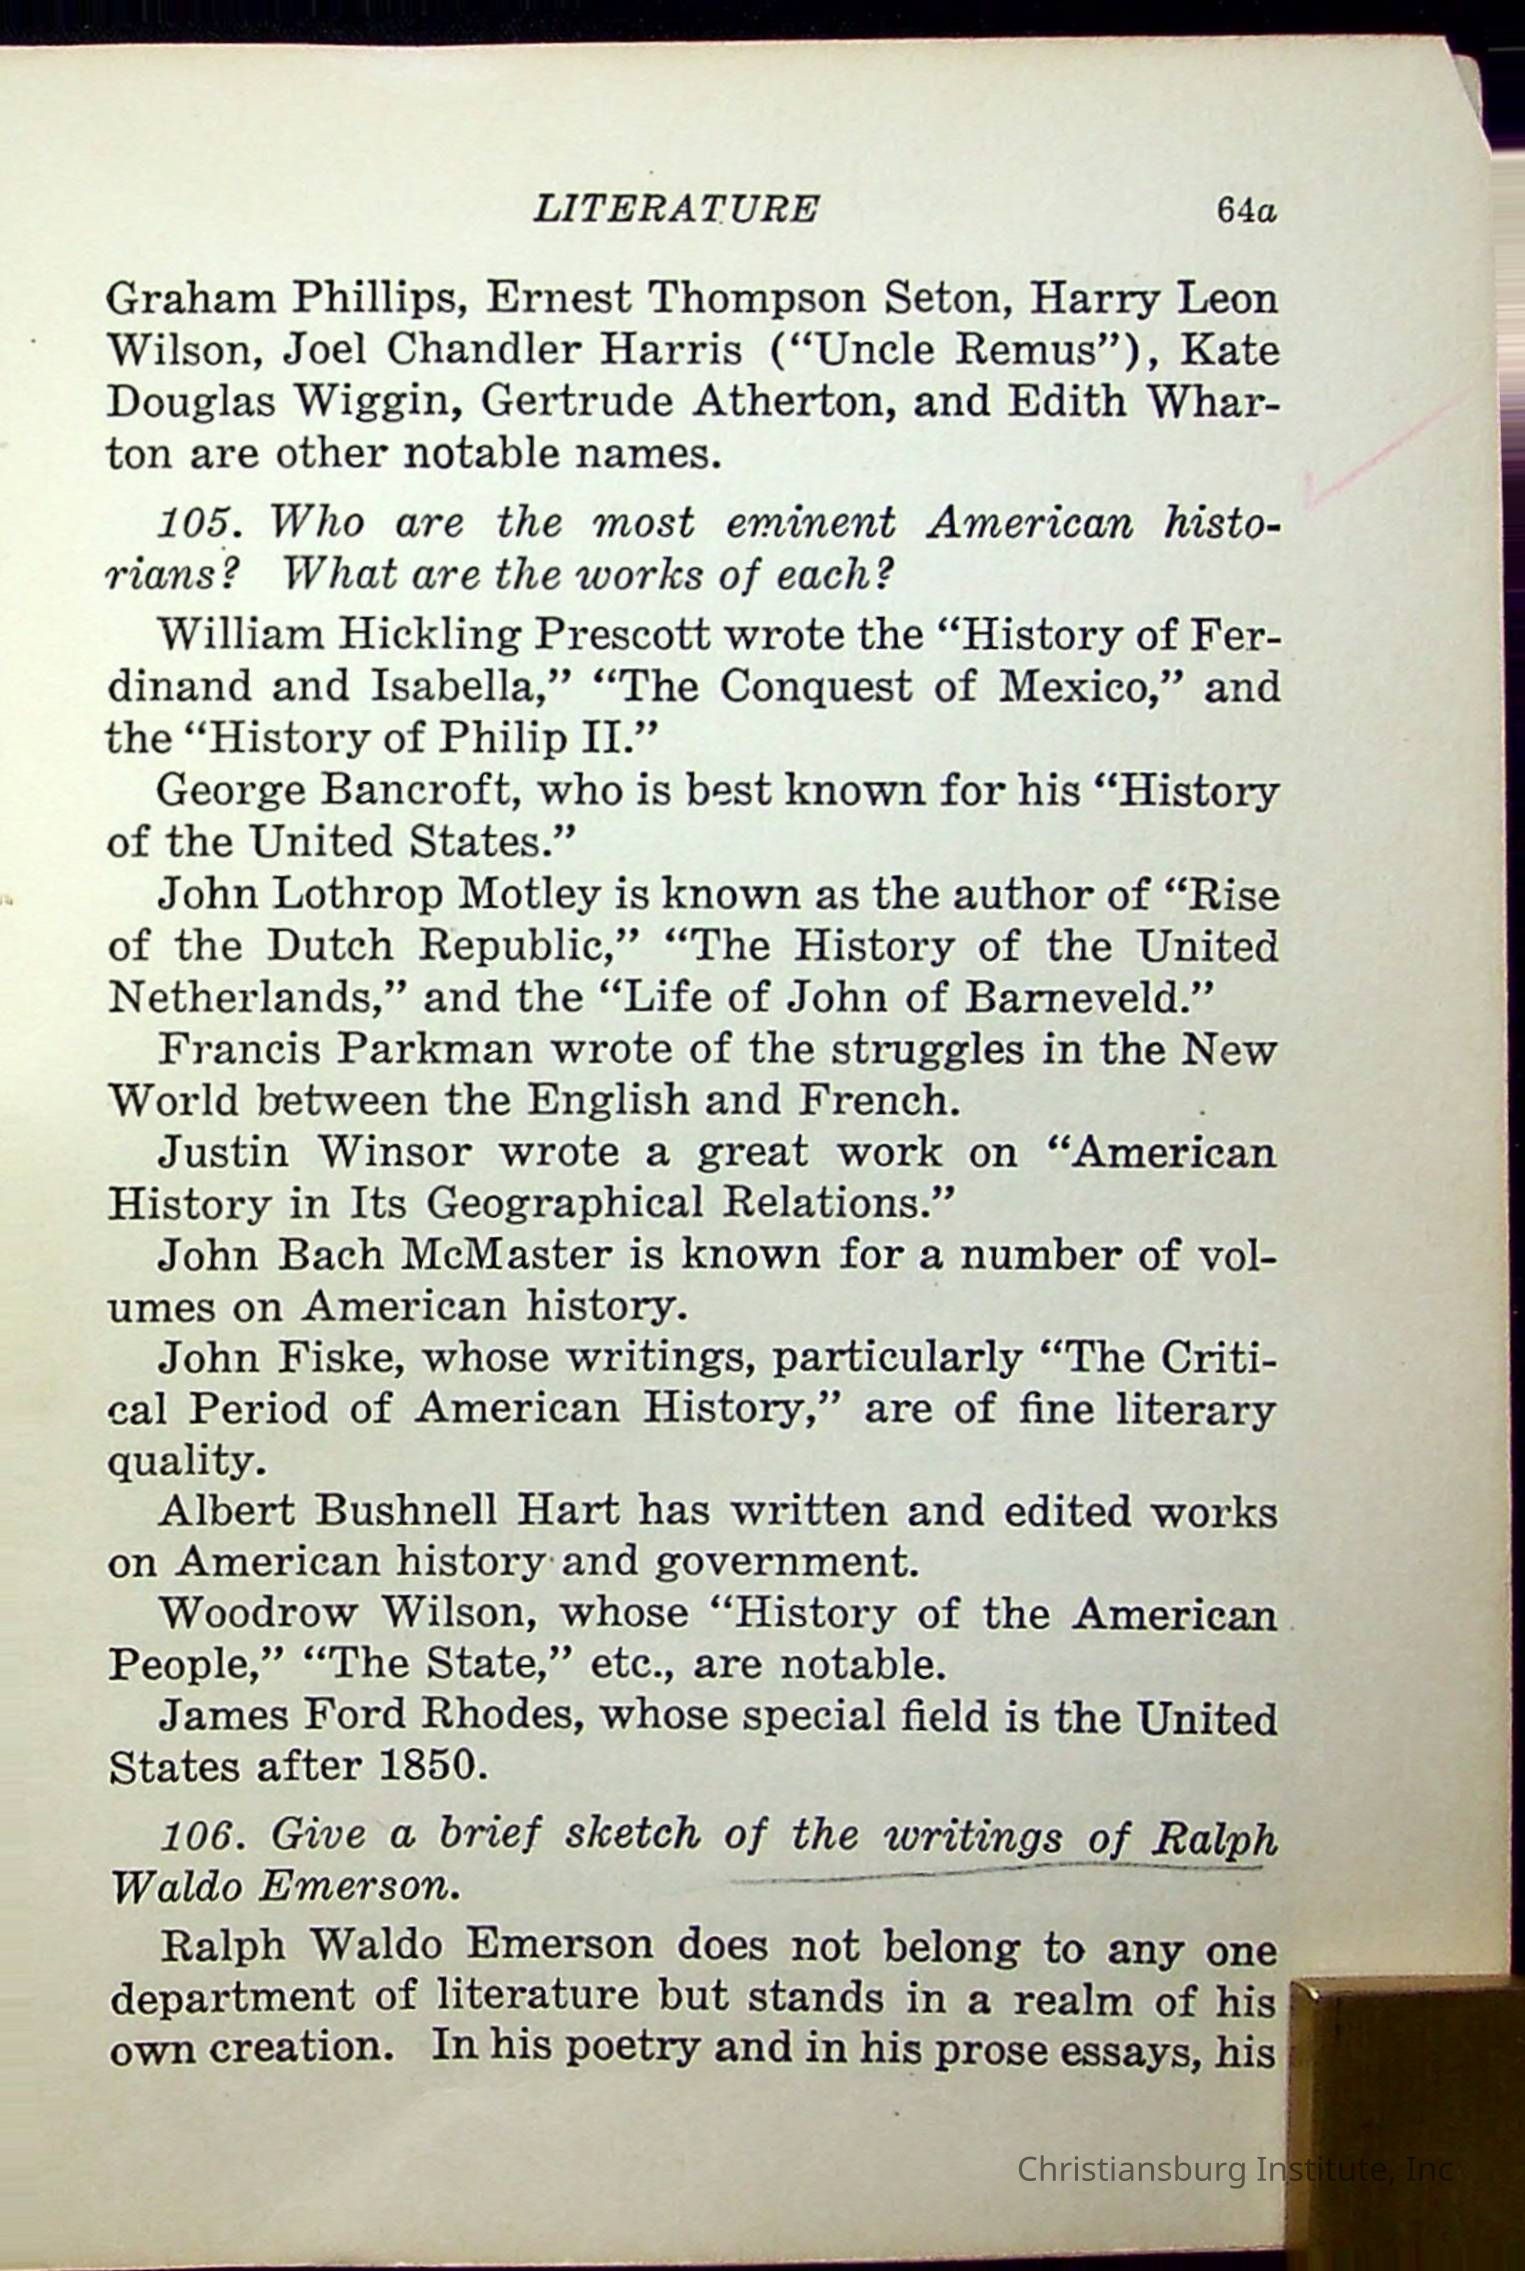 LITERATURE 64a
Graham Phillips, Ernest Thompson Seton, Harry Leon
Wilson, Joel Chandler Harris (“Uncle Remus”), Kate
Douglas Wiggin, Gertrude Atherton, and Edith Whar-
ton are other notable names.
105. Who are the most eminent American histo-
rians? What are the works of each?
William Hickling Prescott wrote the “History of Fer-
dinand and Isabella,” “The Conquest of Mexico,” and
the “History of Philip II.”
George Bancroft, who is best known for his “History
of the United States.”
John Lothrop Motley is known as the author of “Rise
of the Dutch Republic,” “The History of the United
Netherlands,” and the “Life of John of Barneveld.”
Francis Parkman wrote of the struggles in the New
World between the English and French.
Justin Winsor wrote a great work on “American
History in Its Geographical Relations.”
John Bach McMaster is known for a number of vol-
umes on American history.
John Fiske, whose writings, particularly “The Criti-
cal Period of American History,” are of fine literary
quality.
Albert Bushnell Hart has written and edited works
on American history and government.
Woodrow Wilson, whose “History of the American
People,” “The State,” etc., are notable.
James Ford Rhodes, whose special field is the United
States after 1850.
106. Give a brief sketch of the writings of Ralph
Waldo Emerson.
Ralph Waldo Emerson does not belong to any one
department of literature but stands in a realm of his
own creation. In his poetry and in his prose essays, his
Christiansburg Institute, Inc